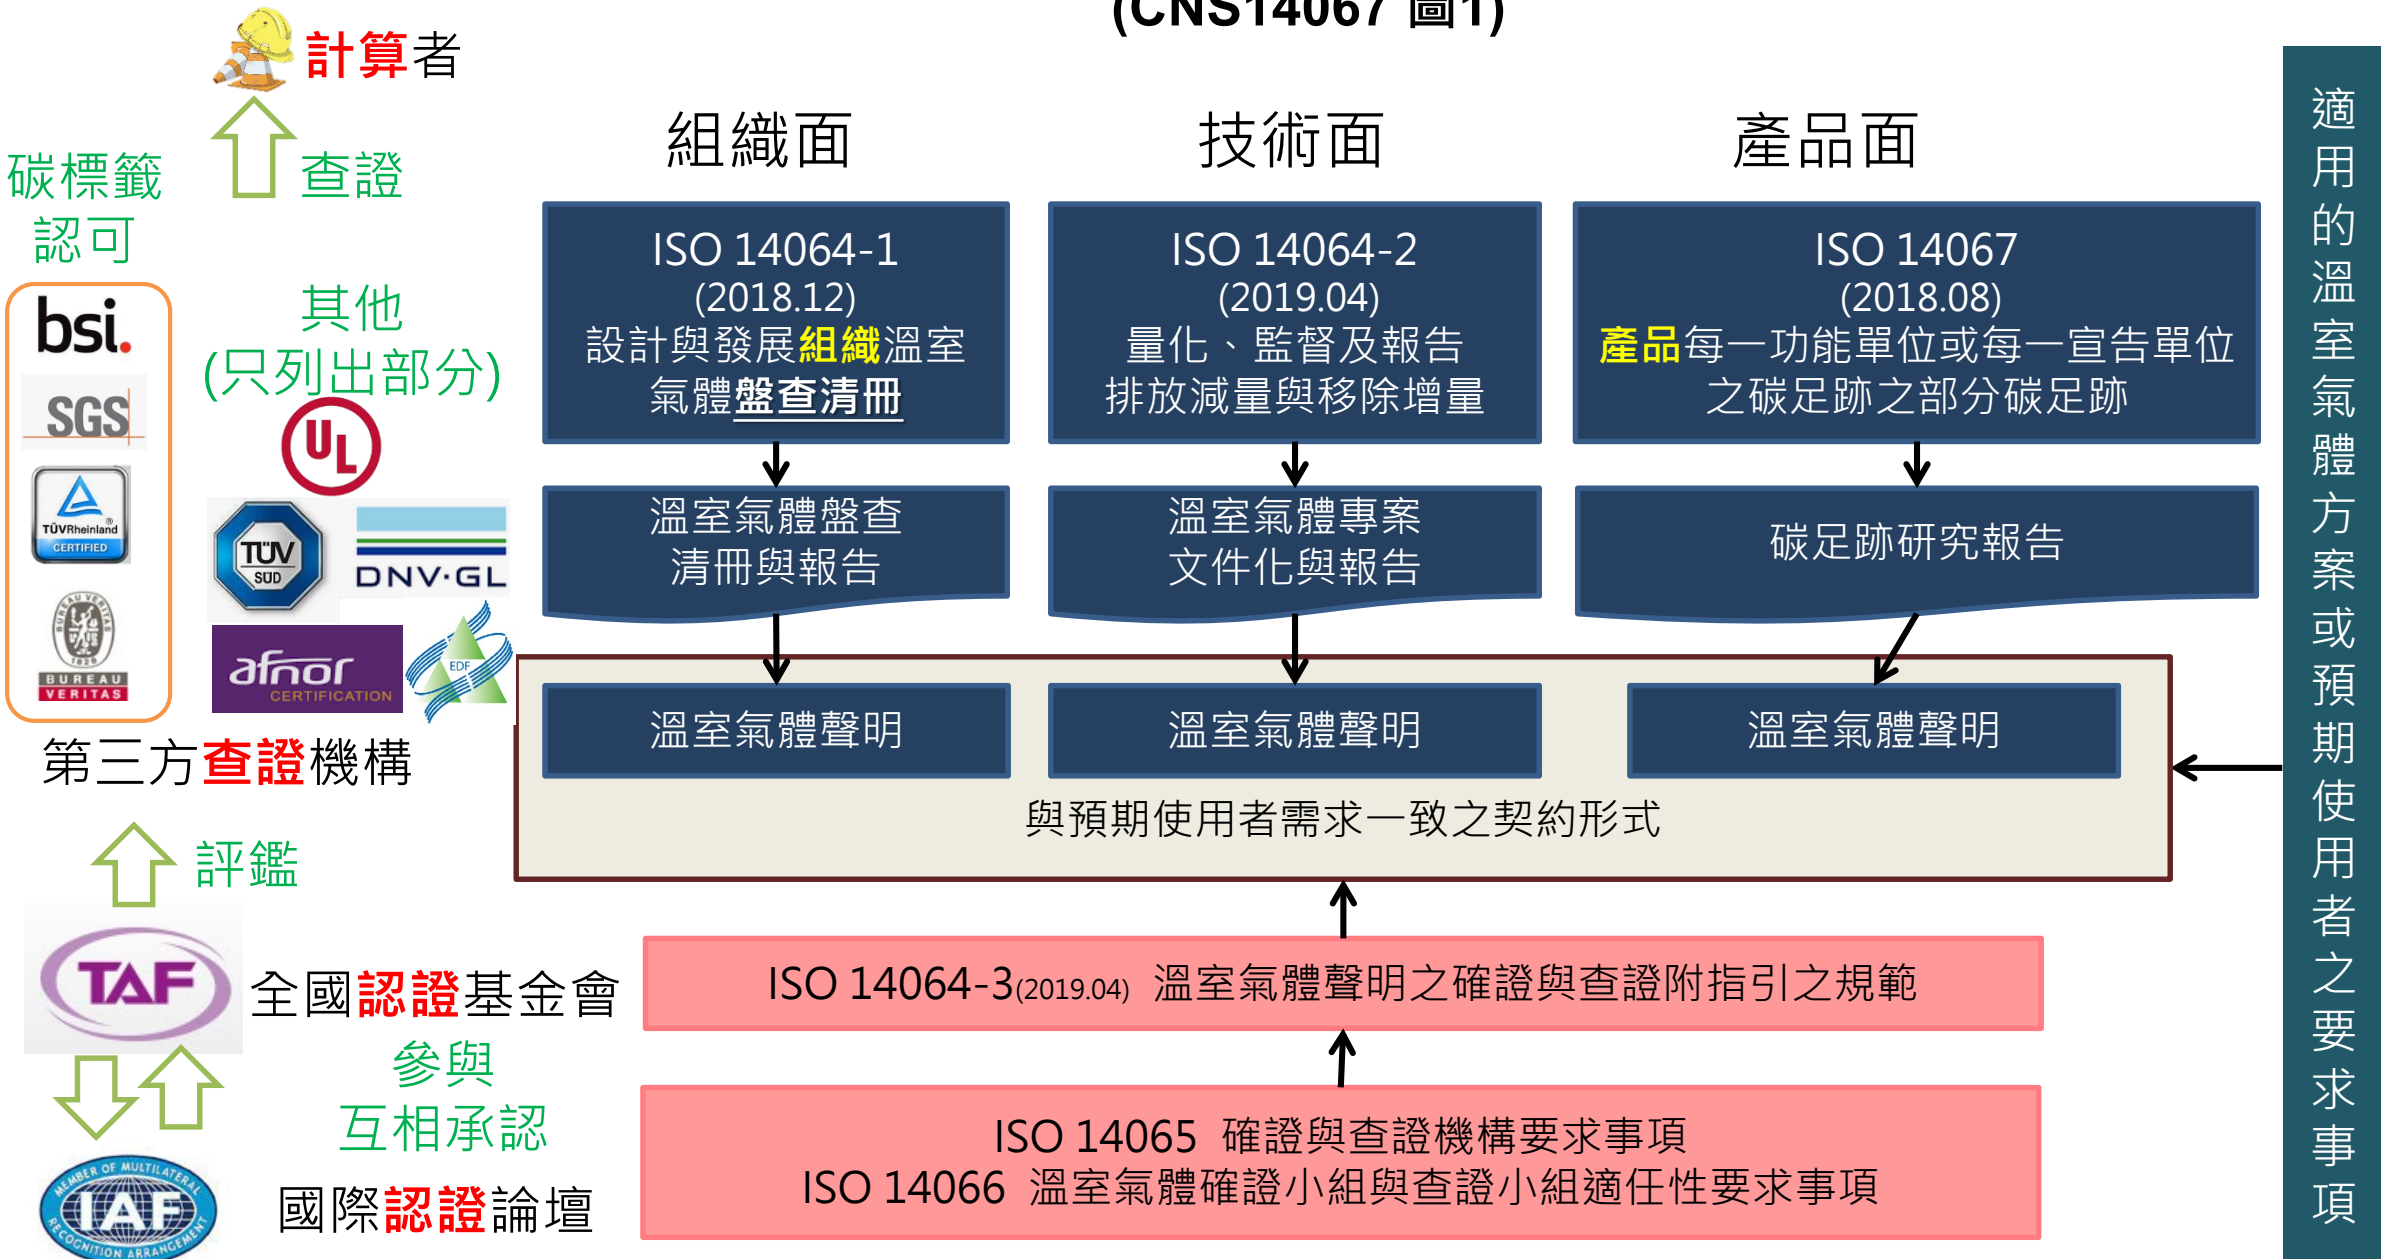 (CNS14067 圖1)
計算者
查證
碳標籤
認可
其他
(只列出部分)
bsi.
SGS
TÜVRheinland®
CERTIFIED
BUREAU VERITAS
1828
BUREAU
VERITAS
UL
TÜV
SÜD
DNV·GL
afnor
CERTIFICATION
EDF
第三方查證機構
評鑑
TAF
全國認證基金會
參與
互相承認
MEMBER OF MULTILATERAL
IAF
RECOGNITION ARRANGEMENT
國際認證論壇
組織面
技術面
產品面
ISO 14064-1
(2018.12)
設計與發展組織溫室
氣體盤查清冊
ISO 14064-2
(2019.04)
量化、監督及報告
排放減量與移除增量
ISO 14067
(2018.08)
產品每一功能單位或每一宣告單位
之碳足跡之部分碳足跡
溫室氣體盤查
清冊與報告
溫室氣體專案
文件化與報告
碳足跡研究報告
溫室氣體聲明
溫室氣體聲明
溫室氣體聲明
與預期使用者需求一致之契約形式
ISO 14064-3(2019.04) 溫室氣體聲明之確證與查證附指引之規範
ISO 14065 確證與查證機構要求事項
ISO 14066 溫室氣體確證小組與查證小組適任性要求事項
適用的溫室氣體方案或預期使用者之要求事項